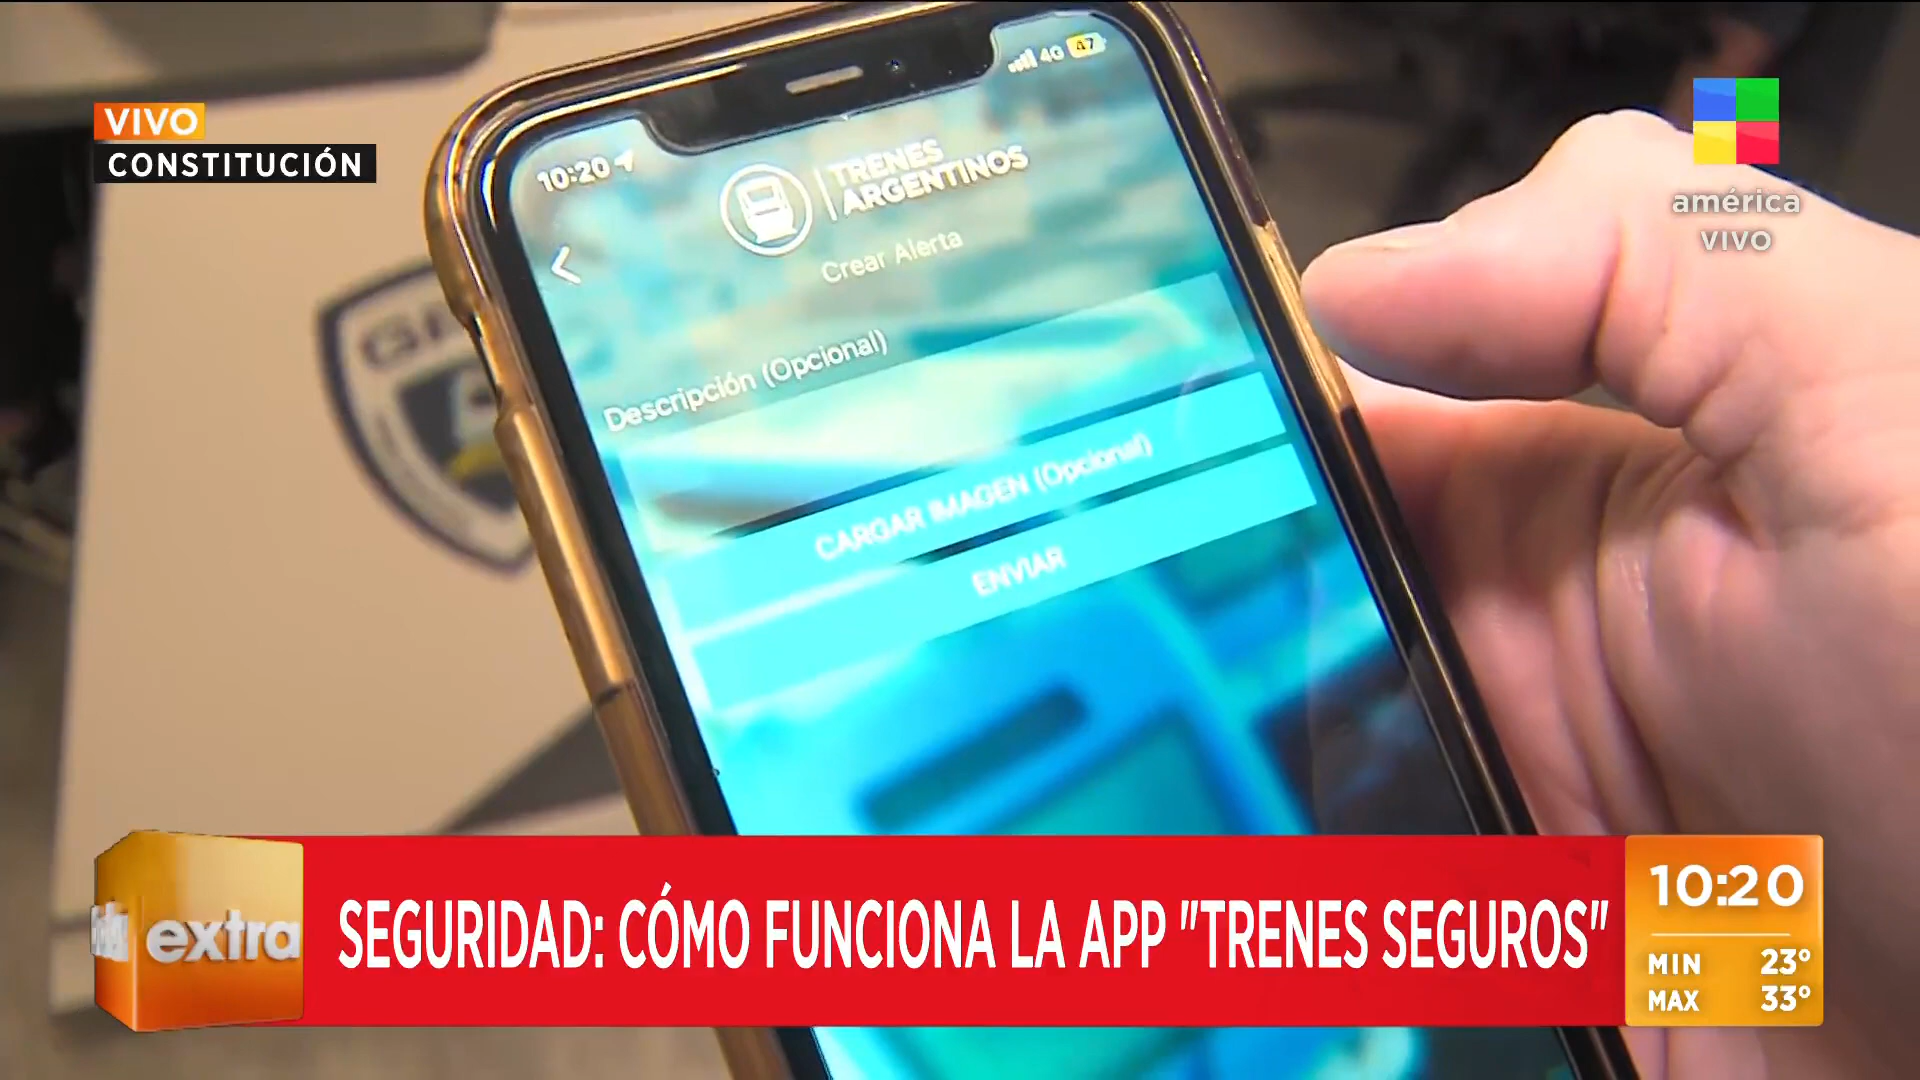 VIVO
CONSTITUCIÓN
10:20
4G 47
TRENES
ARGENTINOS
Crear Alerta
Descripción (Opcional)
CARGAR IMAGEN (Opcional)
ENVIAR
américa
VIVO
extra
SEGURIDAD: CÓMO FUNCIONA LA APP "TRENES SEGUROS"
10:20
MIN 23°
MAX 33°